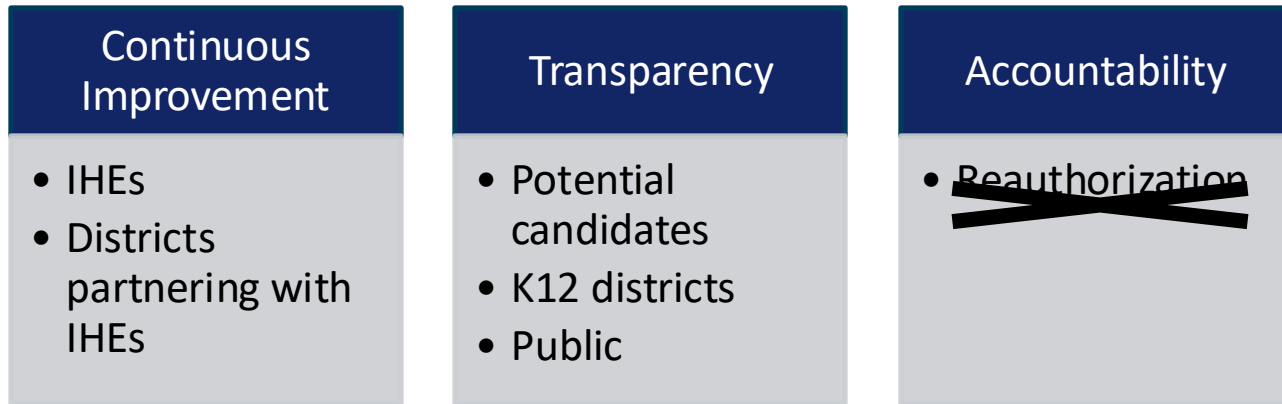 Continuous
Improvement
• IHEs
• Districts
partnering with
IHEs
Transparency
• Potential
candidates
• K12 districts
• Public
Accountability
• Reauthorization